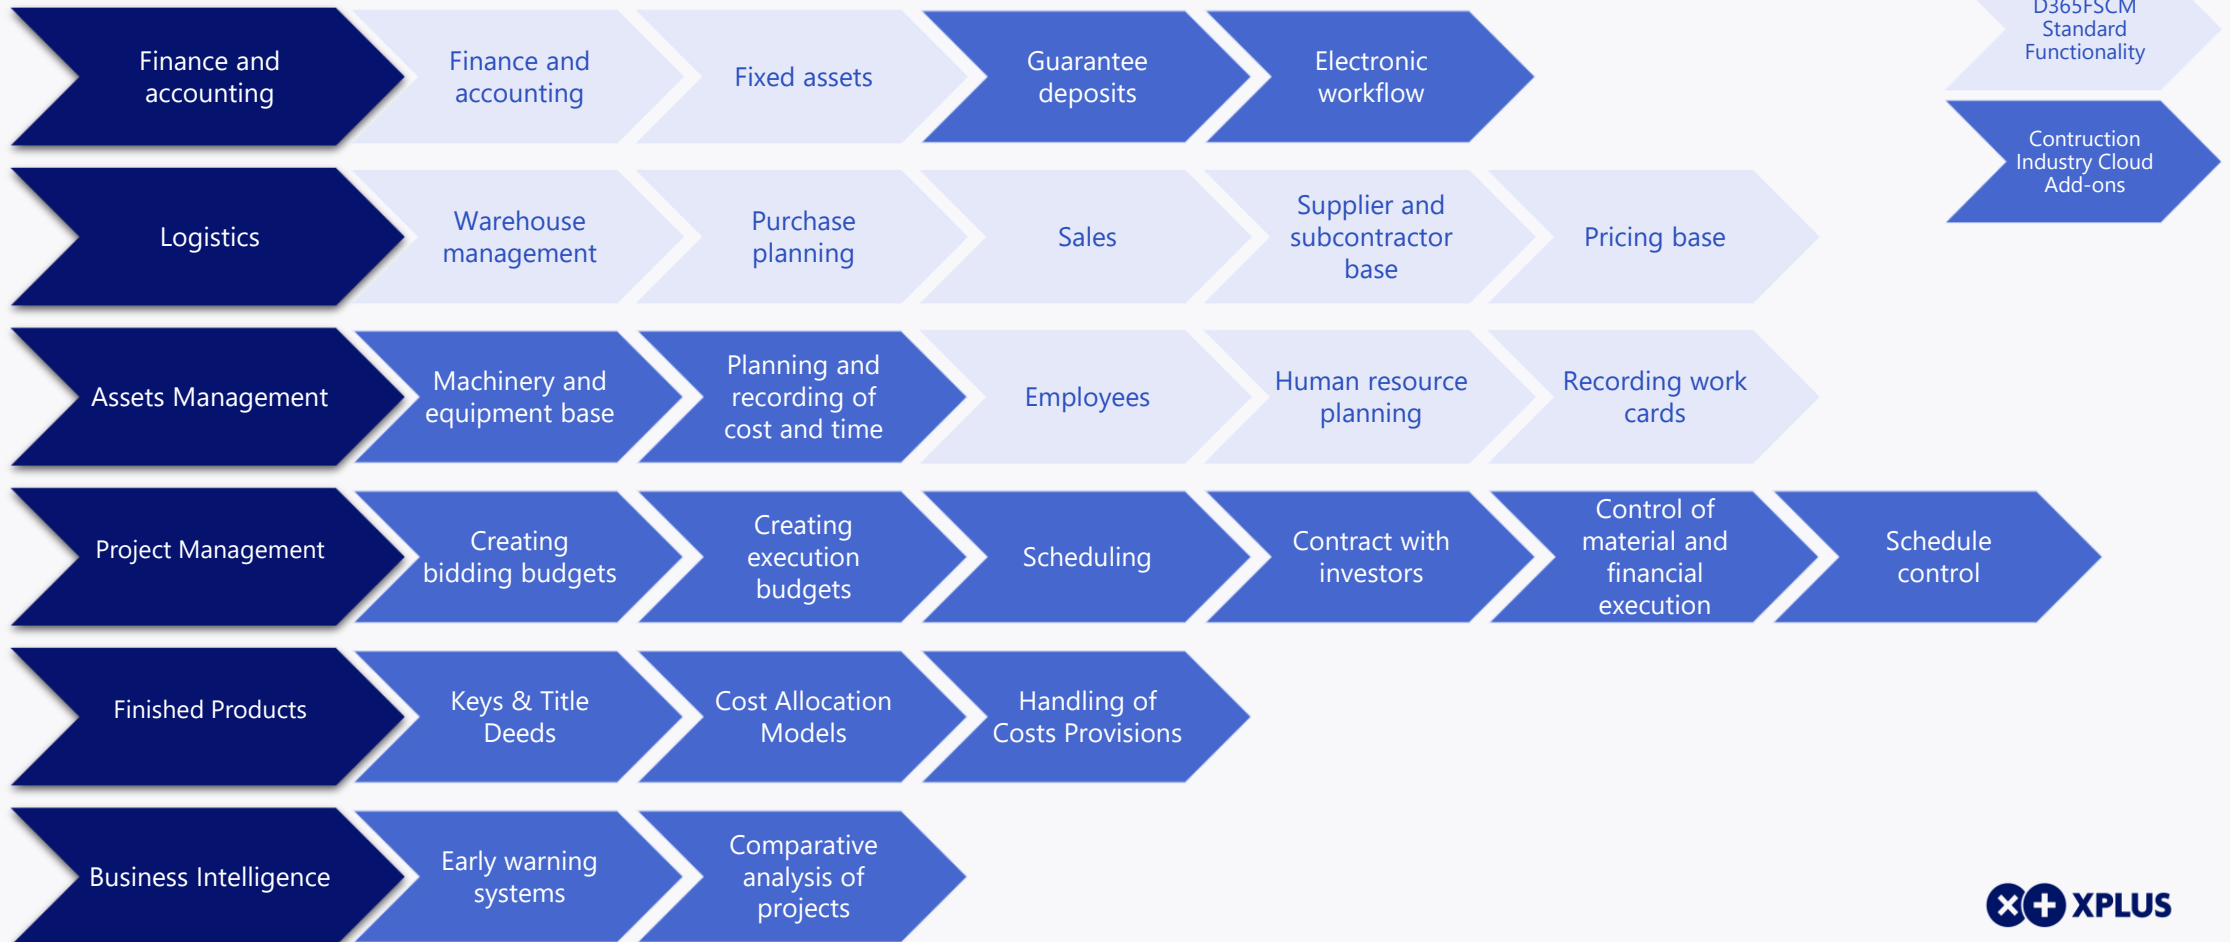 Finance and
accounting
Finance and
accounting
Fixed assets
Guarantee
deposits
Electronic
workflow
D365FSCM
Standard
Functionality
Contruction
Industry Cloud
Add-ons
Logistics
Warehouse
management
Purchase
planning
Sales
Supplier and
subcontractor
base
Pricing base
Assets Management
Machinery and
equipment base
Planning and
recording of
cost and time
Employees
Human resource
planning
Recording work
cards
Project Management
Creating
bidding budgets
Creating
execution
budgets
Scheduling
Contract with
investors
Control of
material and
financial
execution
Schedule
control
Finished Products
Keys & Title
Deeds
Cost Allocation
Models
Handling of
Costs Provisions
Business Intelligence
Early warning
systems
Comparative
analysis of
projects
XPLUS